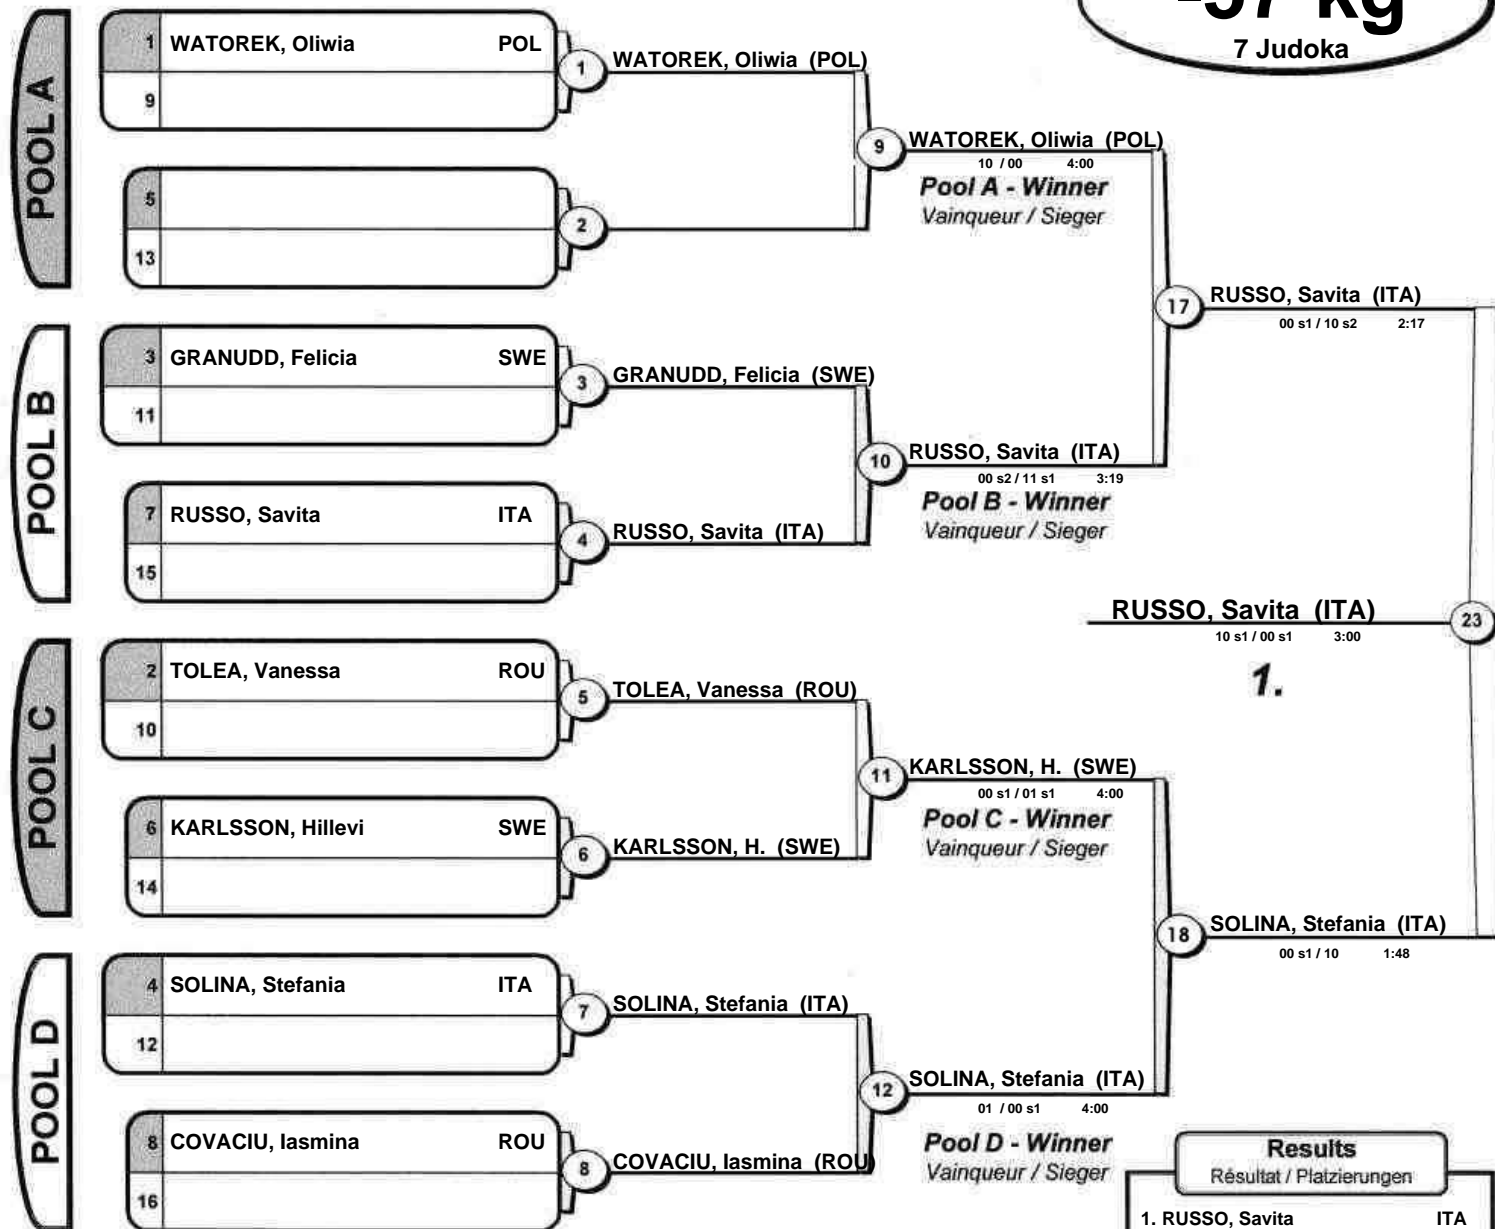 -57 kg
7 Judoka
POOL A
1 WATOREK, Oliwia POL
9
1
WATOREK, Oliwia (POL)
5
13
2
9
WATOREK, Oliwia (POL)
10 / 00 4:00
Pool A - Winner
Vainqueur / Sieger
POOL B
3 GRANUDD, Felicia SWE
11
3
GRANUDD, Felicia (SWE)
7 RUSSO, Savita ITA
15
4
RUSSO, Savita (ITA)
10
RUSSO, Savita (ITA)
00 s2 / 11 s1 3:19
Pool B - Winner
Vainqueur / Sieger
17
RUSSO, Savita (ITA)
00 s1 / 10 s2 2:17
RUSSO, Savita (ITA)
10 s1 / 00 s1 3:00
1.
23
POOL C
2 TOLEA, Vanessa ROU
10
5
TOLEA, Vanessa (ROU)
6 KARLSSON, Hillevi SWE
14
6
KARLSSON, H. (SWE)
11
KARLSSON, H. (SWE)
00 s1 / 01 s1 4:00
Pool C - Winner
Vainqueur / Sieger
POOL D
4 SOLINA, Stefania ITA
12
7
SOLINA, Stefania (ITA)
8 COVACIU, Iasmina ROU
16
8
COVACIU, Iasmina (ROU)
12
SOLINA, Stefania (ITA)
01 / 00 s1 4:00
Pool D - Winner
Vainqueur / Sieger
18
SOLINA, Stefania (ITA)
00 s1 / 10 1:48
Results
Résultat / Platzierungen
1. RUSSO, Savita ITA